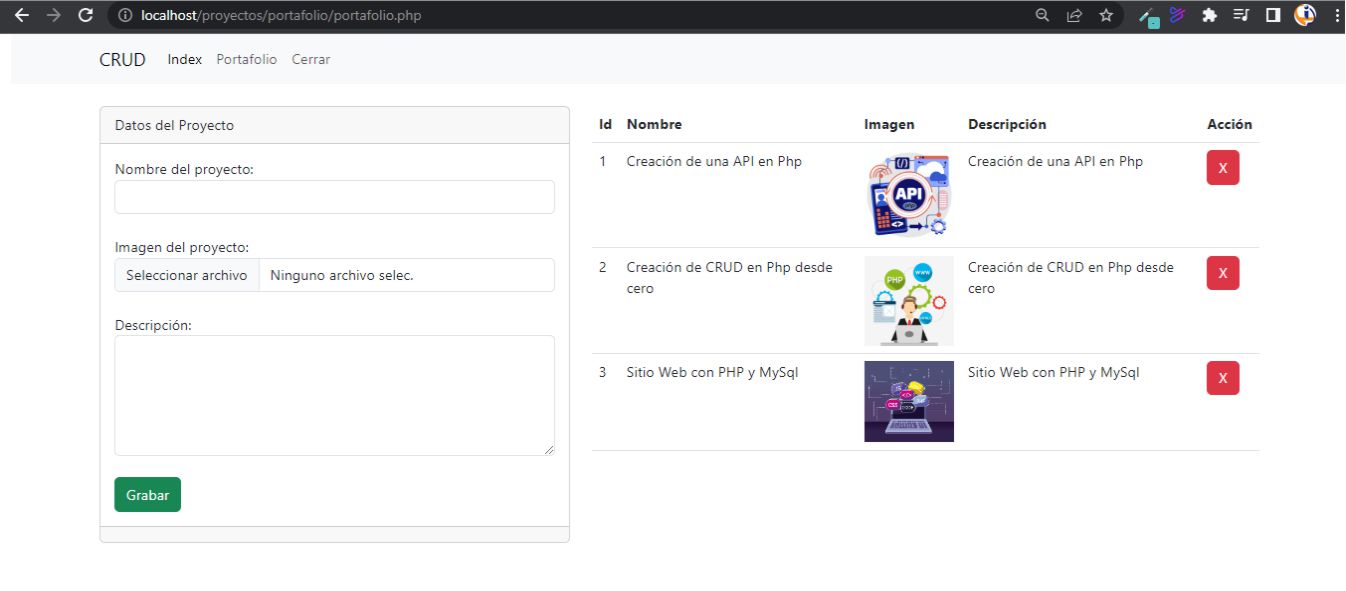 localhost/proyectos/portafolio/portafolio.php
CRUD Index Portafolio Cerrar
Datos del Proyecto
Nombre del proyecto:
Imagen del proyecto:
Seleccionar archivo Ninguno archivo selec.
Descripción:
Grabar
Id Nombre Imagen Descripción Acción
1 Creación de una API en Php API Creación de una API en Php X
2 Creación de CRUD en Php desde
cero
PHP WWW
Creación de CRUD en Php desde
cero
X
3 Sitio Web con PHP y MySql Sitio Web con PHP y MySql X
CSS